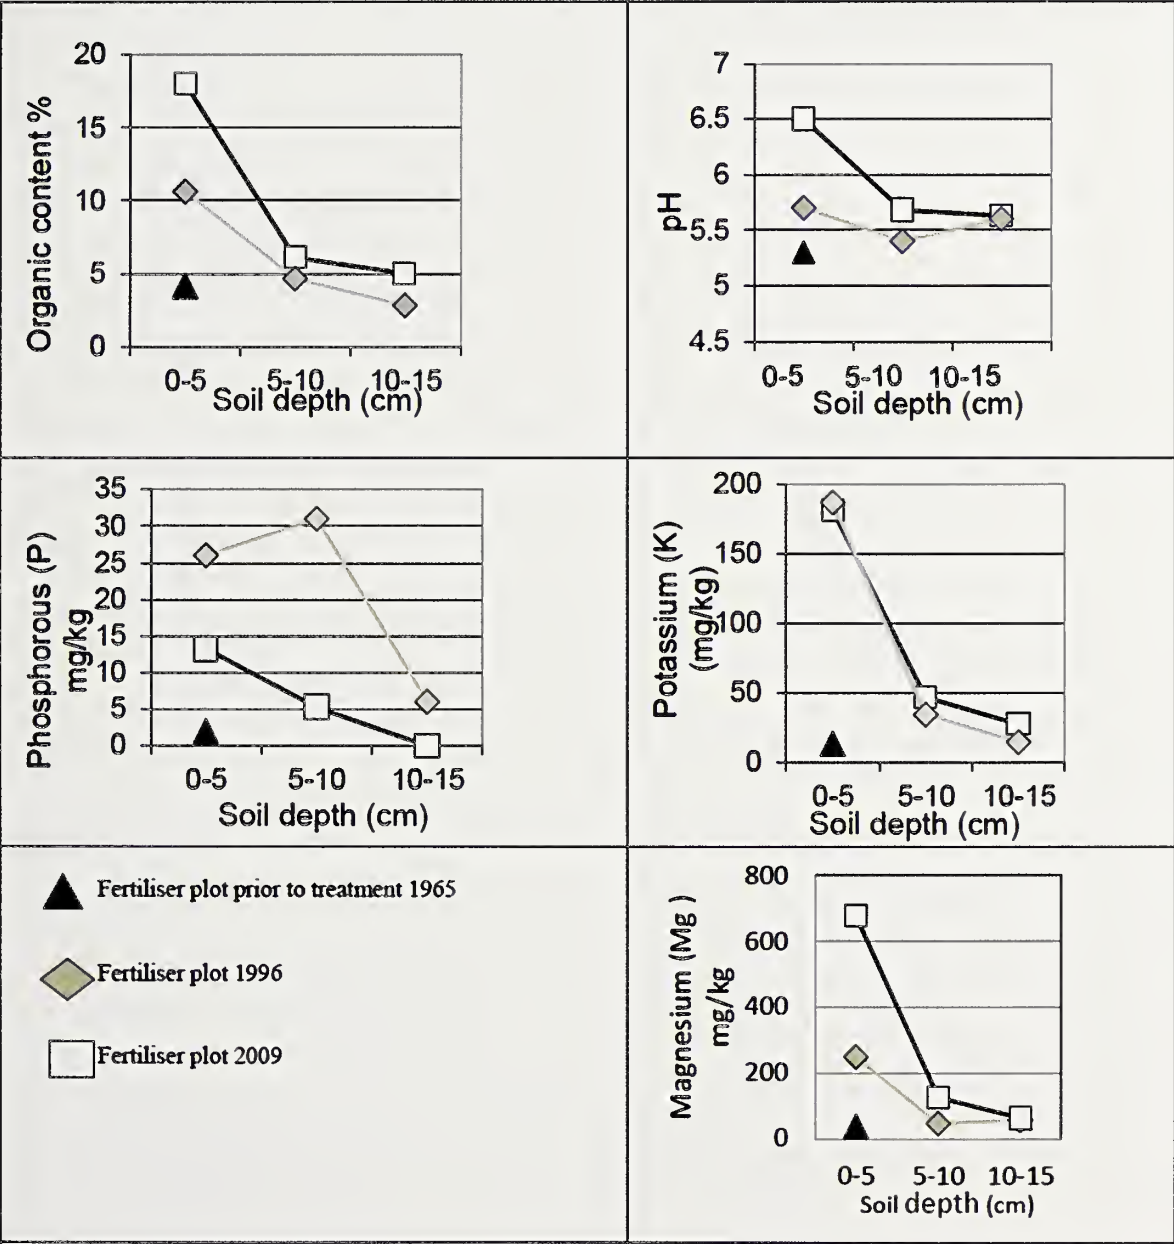 Organic content %
20
15
10
5
0
0-5 5-10 10-15
Soil depth (cm)
pH
7
6.5
6
5.5
5
4.5
0-5 5-10 10-15
Soil depth (cm)
Phosphorous (P)
mg/kg
35
30
25
20
15
10
5
0
0-5 5-10 10-15
Soil depth (cm)
Potassium (K)
(mg/kg)
200
150
100
50
0
0-5 5-10 10-15
Soil depth (cm)
Fertiliser plot prior to treatment 1965
Fertiliser plot 1996
Fertiliser plot 2009
Magnesium (Mg )
mg/kg
800
600
400
200
0
0-5 5-10 10-15
Soil depth (cm)